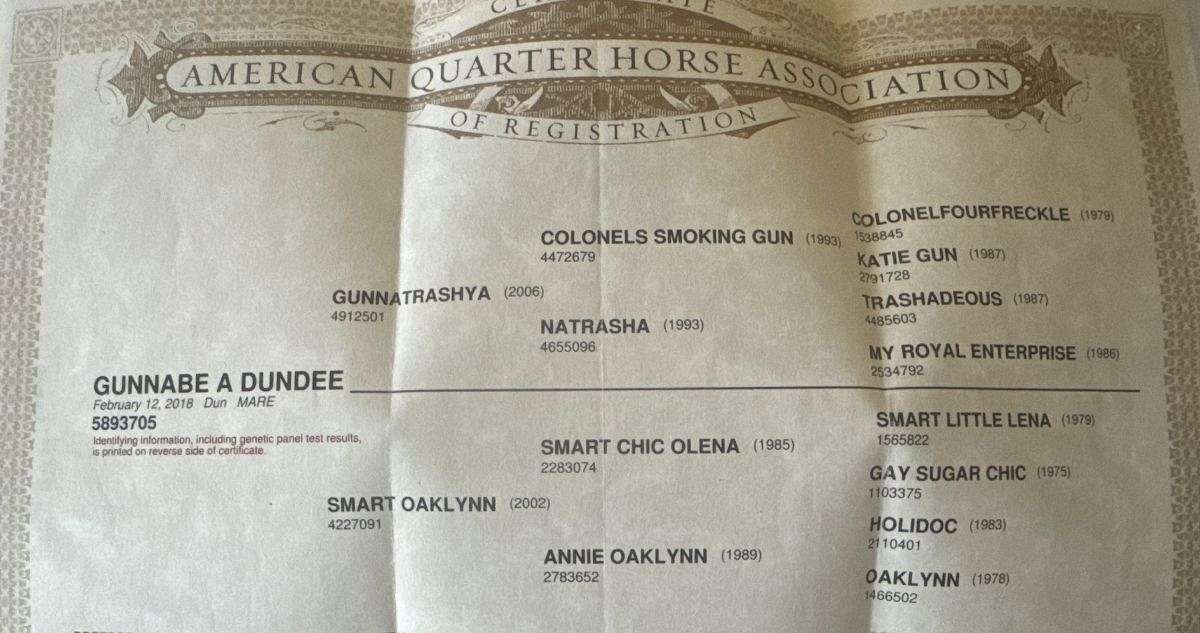 AMERICAN QUARTER HORSE ASSOCIATION
OF REGISTRATION
COLONELFOURFRECKLE (1979)
1538845
COLONELS SMOKING GUN (1993)
4472679
KATIE GUN (1987)
2791728
GUNNATRASHYA (2006)
4912501
TRASHADEOUS (1987)
4485603
NATRASHA (1993)
4655096
MY ROYAL ENTERPRISE (1986)
2534792
GUNNABE A DUNDEE
February 12, 2018 Dun MARE
5893705
Identifying information, including genetic panel test results,
is printed on reverse side of certificate.
SMART LITTLE LENA (1979)
1565822
SMART CHIC OLENA (1985)
2283074
GAY SUGAR CHIC (1975)
1103375
SMART OAKLYNN (2002)
4227091
HOLIDOC (1983)
2110401
ANNIE OAKLYNN (1989)
2783652
OAKLYNN (1978)
1466502